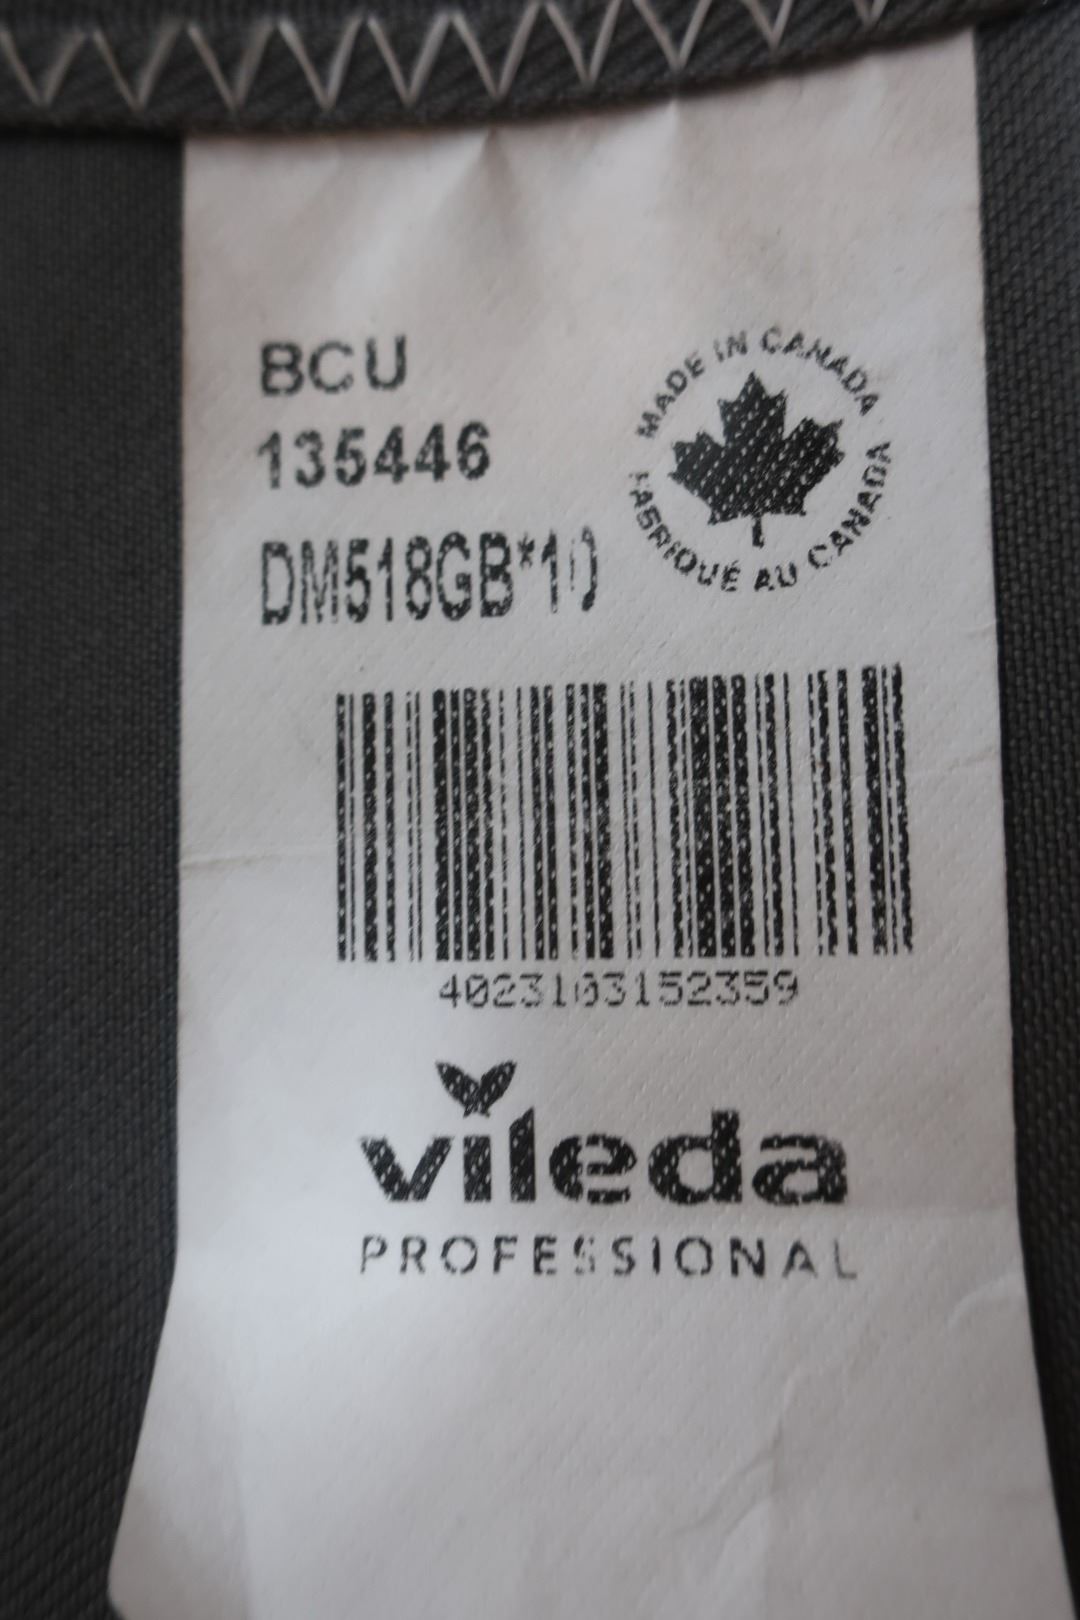 BCU
135446
DM518GB*10
MADE IN CANADA
FABRIQUÉ AU CANADA
4023103152359
vileda
PROFESSIONAL